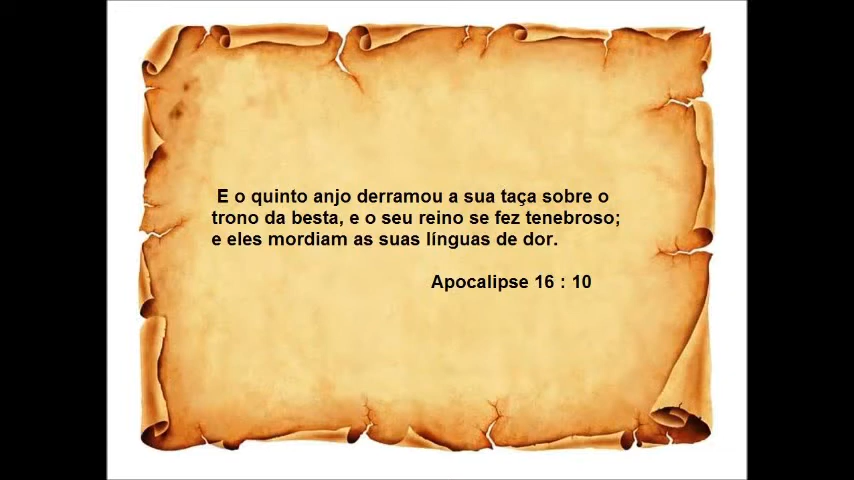 E o quinto anjo derramou a sua taça sobre o
trono da besta, e o seu reino se fez tenebroso;
e eles mordiam as suas línguas de dor.
Apocalipse 16 : 10